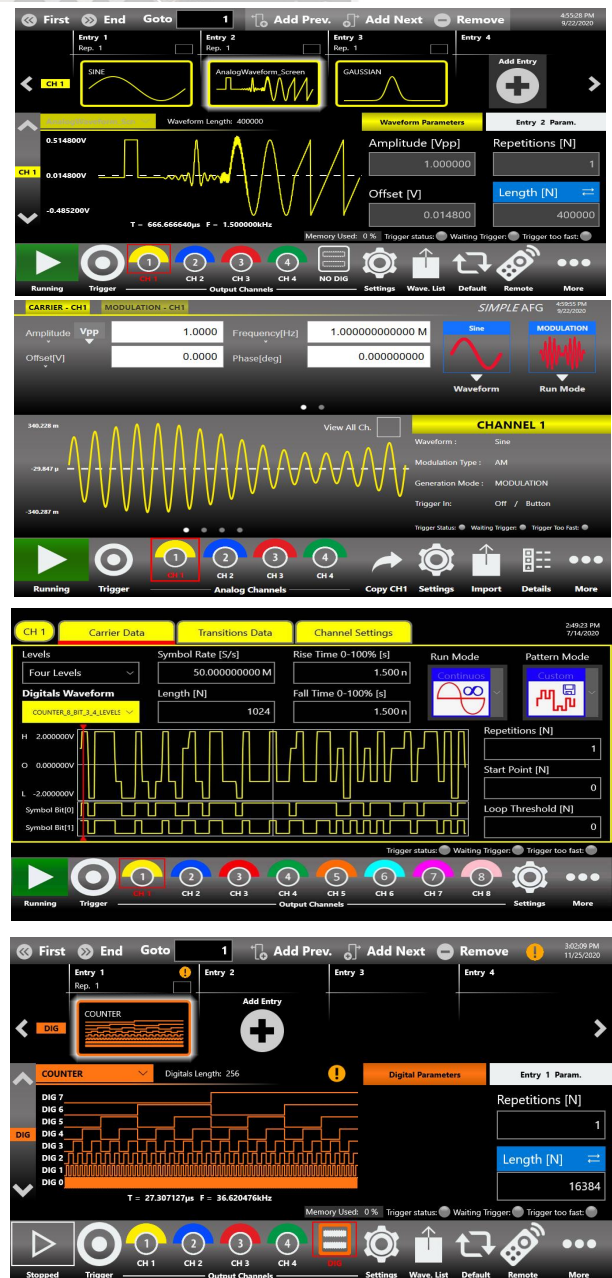 First End Goto 1 Add Prev. Add Next Remove 4:55:28 PM
9/22/2020
Entry 1 Entry 2 Entry 3 Entry 4
Rep. 1 Rep. 1 Rep. 1
Add Entry
SINE AnalogWaveform_Screen GAUSSIAN
CH 1
Waveform Length: 400000 Waveform Parameters Entry 2 Param.
0.514800V Amplitude [Vpp] Repetitions [N]
1.000000 1
CH 1 0.014800V
Offset [V] Length [N]
-0.485200V 0.014800 400000
T = 666.666640µs F = 1.500000kHz
Memory Used: 0 % Trigger status: Waiting Trigger: Trigger too fast:
1 2 3 4
CH 1 CH 2 CH 3 CH 4 NO DIG
Running Trigger Output Channels Settings Wave. List Default Remote More
CARRIER - CH1 MODULATION - CH1 SIMPLE AFG 4:59:55 PM
9/22/2020
Amplitude Vpp 1.0000 Frequency[Hz] 1.000000000000 M Sine MODULATION
Offset[V] 0.0000 Phase[deg] 0.000000000
Waveform Run Mode
340.228 m View All Ch. CHANNEL 1
Waveform : Sine
-29.847 µ Modulation Type : AM
Generation Mode : MODULATION
Trigger In: Off / Button
-340.287 m
Trigger Status: Waiting Trigger: Trigger Too Fast:
1 2 3 4
CH 1 CH 2 CH 3 CH 4
Running Trigger Analog Channels Copy CH1 Settings Import Details More
CH 1 Carrier Data Transitions Data Channel Settings 2:49:23 PM
7/14/2020
Levels Symbol Rate [S/s] Rise Time 0-100% [s] Run Mode Pattern Mode
Four Levels 50.000000000 M 1.500 n Continuos Custom
Digitals Waveform Length [N] Fall Time 0-100% [s]
COUNTER_8_BIT_3_4_LEVELS 1024 1.500 n
H 2.000000V Repetitions [N]
1
O 0.000000V Start Point [N]
0
L -2.000000V
Symbol Bit[0] Loop Threshold [N]
Symbol Bit[1] 0
Trigger status: Waiting Trigger: Trigger too fast:
1 2 3 4 5 6 7 8
CH 1 CH 2 CH 3 CH 4 CH 5 CH 6 CH 7 CH 8
Running Trigger Output Channels Settings More
First End Goto 1 Add Prev. Add Next Remove 3:02:09 PM
11/25/2020
Entry 1 Entry 2 Entry 3 Entry 4
Rep. 1
Add Entry
COUNTER
DIG
COUNTER Digitals Length: 256 Digital Parameters Entry 1 Param.
DIG 7 Repetitions [N]
DIG 6
DIG 5 1
DIG DIG 4
DIG 3
DIG 2 Length [N]
DIG 1
DIG 0 16384
T = 27.307127µs F = 36.620476kHz
Memory Used: 0 % Trigger status: Waiting Trigger: Trigger too fast:
1 2 3 4
CH 1 CH 2 CH 3 CH 4 DIG
Stopped Trigger Output Channels Settings Wave. List Default Remote More